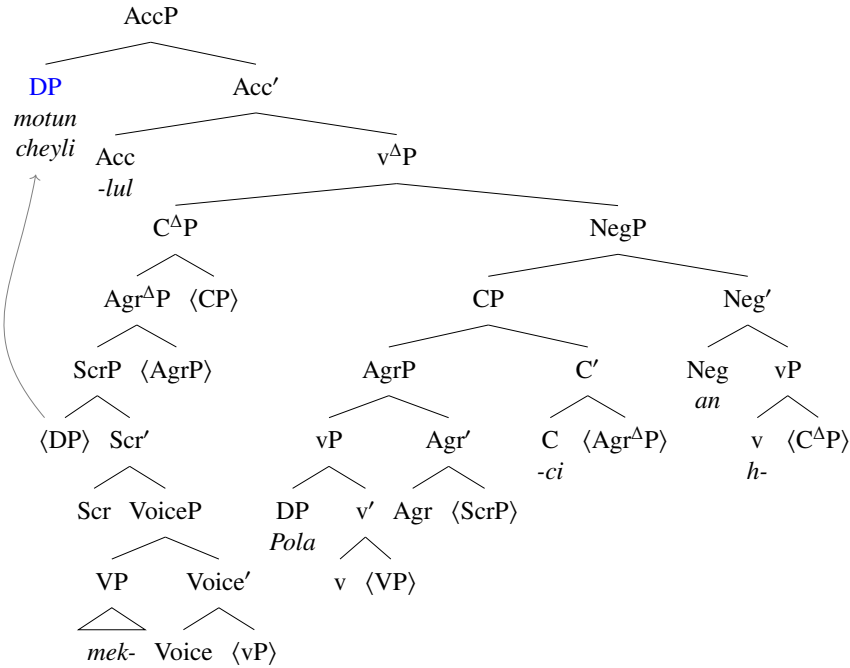 AccP
DP Acc′
motun
cheyli
Acc v^ΔP
-lul
C^ΔP NegP
Agr^ΔP ⟨CP⟩ CP Neg′
ScrP ⟨AgrP⟩ AgrP C′ Neg vP
an
⟨DP⟩ Scr′ vP Agr′ C ⟨Agr^ΔP⟩ v ⟨C^ΔP⟩
-ci h-
Scr VoiceP DP v′ Agr ⟨ScrP⟩
Pola
VP Voice′ v ⟨VP⟩
mek- Voice ⟨vP⟩